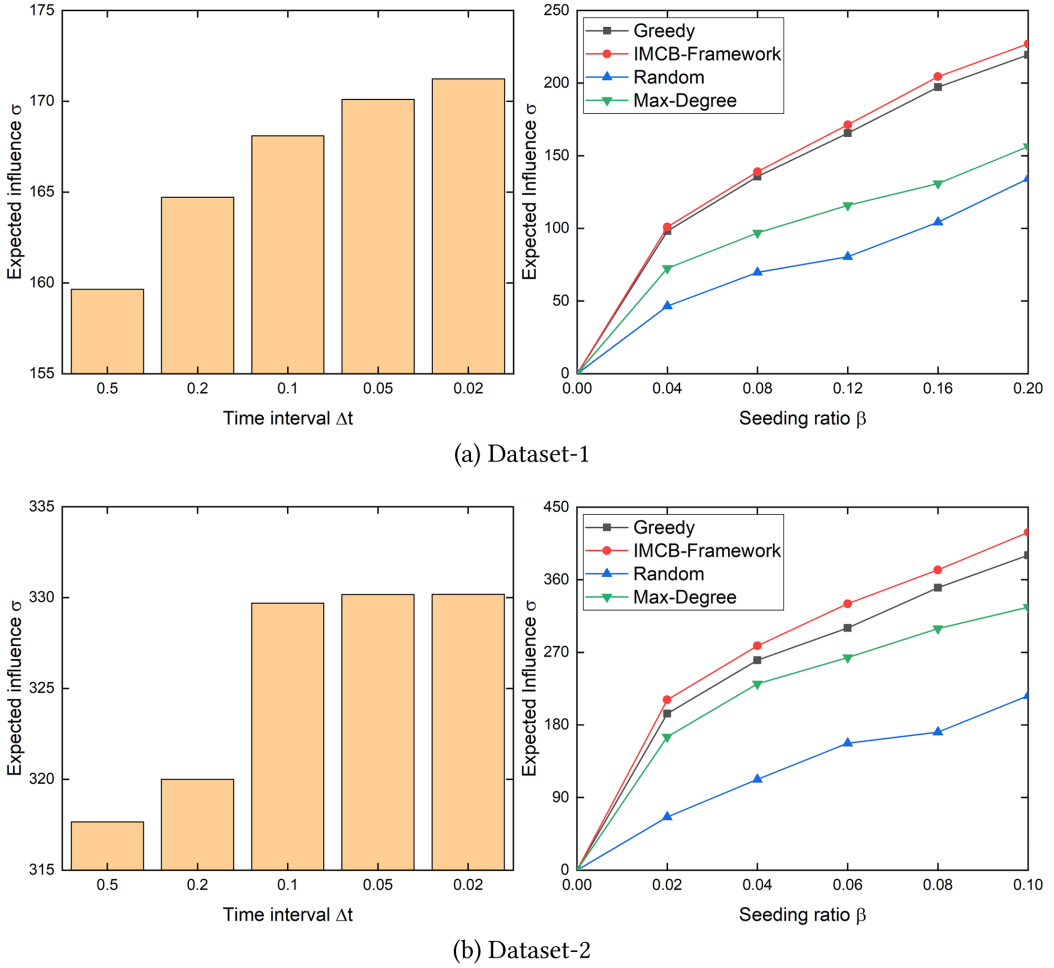 175
170
165
160
155
Expected influence σ
0.5 0.2 0.1 0.05 0.02
Time interval Δt
250
200
150
100
50
0
Expected Influence σ
Greedy
IMCB-Framework
Random
Max-Degree
0.00 0.04 0.08 0.12 0.16 0.20
Seeding ratio β
(a) Dataset-1
335
330
325
320
315
Expected influence σ
0.5 0.2 0.1 0.05 0.02
Time interval Δt
450
360
270
180
90
0
Expected Influence σ
Greedy
IMCB-Framework
Random
Max-Degree
0.00 0.02 0.04 0.06 0.08 0.10
Seeding ratio β
(b) Dataset-2